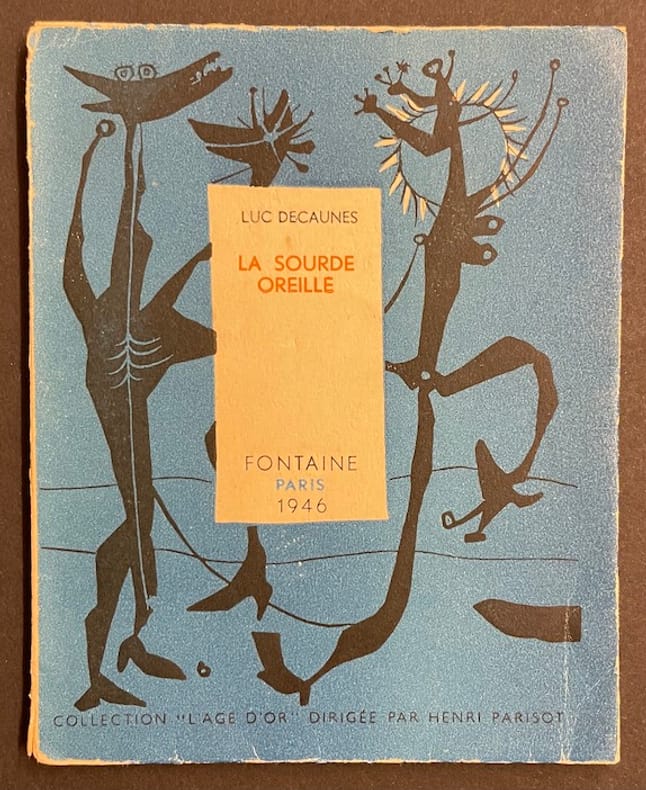 LUC DECAUNES
LA SOURDE
OREILLE
FONTAINE
PARIS
1946
COLLECTION "L'AGE D'OR" DIRIGÉE PAR HENRI PARISOT